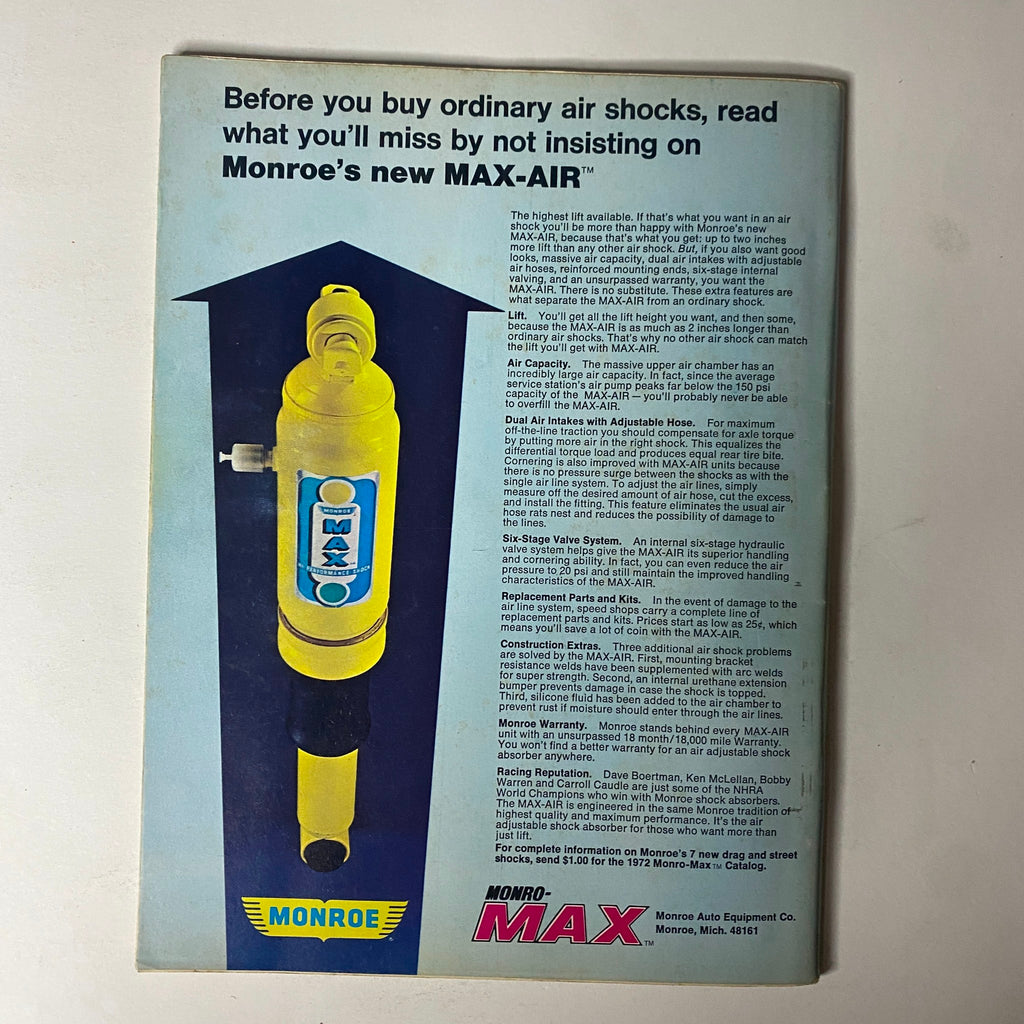 Before you buy ordinary air shocks, read
what you'll miss by not insisting on
Monroe's new MAX-AIR™
The highest lift available. If that's what you want in an air
shock you'll be more than happy with Monroe's new
MAX-AIR, because that's what you get: up to two inches
more lift than any other air shock. But, if you also want good
looks, massive air capacity, dual air intakes with adjustable
air hoses, reinforced mounting ends, six-stage internal
valving, and an unsurpassed warranty, you want the
MAX-AIR. There is no substitute. These extra features are
what separate the MAX-AIR from an ordinary shock.
Lift. You'll get all the lift height you want, and then some,
because the MAX-AIR is as much as 2 inches longer than
ordinary air shocks. That's why no other air shock can match
the lift you'll get with MAX-AIR.
Air Capacity. The massive upper air chamber has an
incredibly large air capacity. In fact, since the average
service station's air pump peaks far below the 150 psi
capacity of the MAX-AIR — you'll probably never be able
to overfill the MAX-AIR.
Dual Air Intakes with Adjustable Hose. For maximum
off-the-line traction you should compensate for axle torque
by putting more air in the right shock. This equalizes the
differential torque load and produces equal rear tire bite.
Cornering is also improved with MAX-AIR units because
there is no pressure surge between the shocks as with the
single air line system. To adjust the air lines, simply
measure off the desired amount of air hose, cut the excess,
and install the fitting. This feature eliminates the usual air
hose rats nest and reduces the possibility of damage to
the lines.
Six-Stage Valve System. An internal six-stage hydraulic
valve system helps give the MAX-AIR its superior handling
and cornering ability. In fact, you can even reduce the air
pressure to 20 psi and still maintain the improved handling
characteristics of the MAX-AIR.
Replacement Parts and Kits. In the event of damage to the
air line system, speed shops carry a complete line of
replacement parts and kits. Prices start as low as 25¢, which
means you'll save a lot of coin with the MAX-AIR.
Construction Extras. Three additional air shock problems
are solved by the MAX-AIR. First, mounting bracket
resistance welds have been supplemented with arc welds
for super strength. Second, an internal urethane extension
bumper prevents damage in case the shock is topped.
Third, silicone fluid has been added to the air chamber to
prevent rust if moisture should enter through the air lines.
Monroe Warranty. Monroe stands behind every MAX-AIR
unit with an unsurpassed 18 month/18,000 mile Warranty.
You won't find a better warranty for an air adjustable shock
absorber anywhere.
Racing Reputation. Dave Boertman, Ken McLellan, Bobby
Warren and Carroll Caudle are just some of the NHRA
World Champions who win with Monroe shock absorbers.
The MAX-AIR is engineered in the same Monroe tradition of
highest quality and maximum performance. It's the air
adjustable shock absorber for those who want more than
just lift.
For complete information on Monroe's 7 new drag and street
shocks, send $1.00 for the 1972 Monro-Max™ Catalog.
MONROE
MAX
PERFORMANCE SHOCK
MONROE®
MONRO-
MAX™
Monroe Auto Equipment Co.
Monroe, Mich. 48161